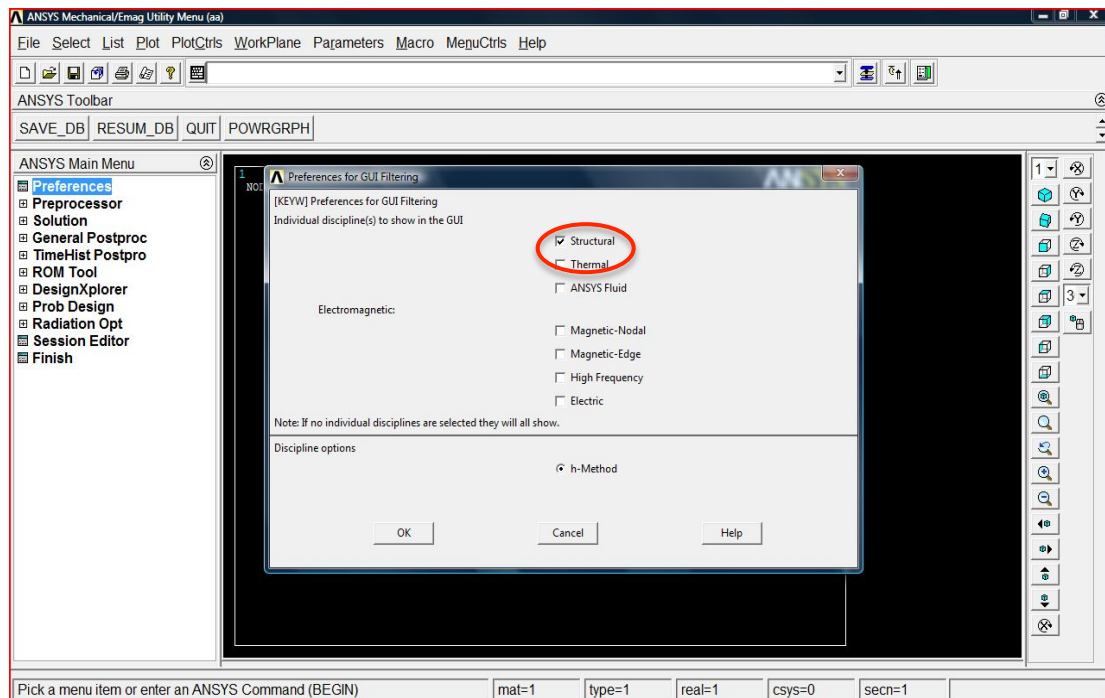 ANSYS Mechanical/Emag Utility Menu (aa)
File Select List Plot PlotCtrls WorkPlane Parameters Macro MenuCtrls Help
ANSYS Toolbar
SAVE_DB RESUM_DB QUIT POWRGRPH
ANSYS Main Menu
Preferences
Preprocessor
Solution
General Postproc
TimeHist Postpro
ROM Tool
DesignXplorer
Prob Design
Radiation Opt
Session Editor
Finish
1
NOD
Preferences for GUI Filtering
[KEYW] Preferences for GUI Filtering
Individual discipline(s) to show in the GUI
Structural
Thermal
ANSYS Fluid
Electromagnetic:
Magnetic-Nodal
Magnetic-Edge
High Frequency
Electric
Note: If no individual disciplines are selected they will all show.
Discipline options
h-Method
OK Cancel Help
1
3
Pick a menu item or enter an ANSYS Command (BEGIN) mat=1 type=1 real=1 csys=0 secn=1